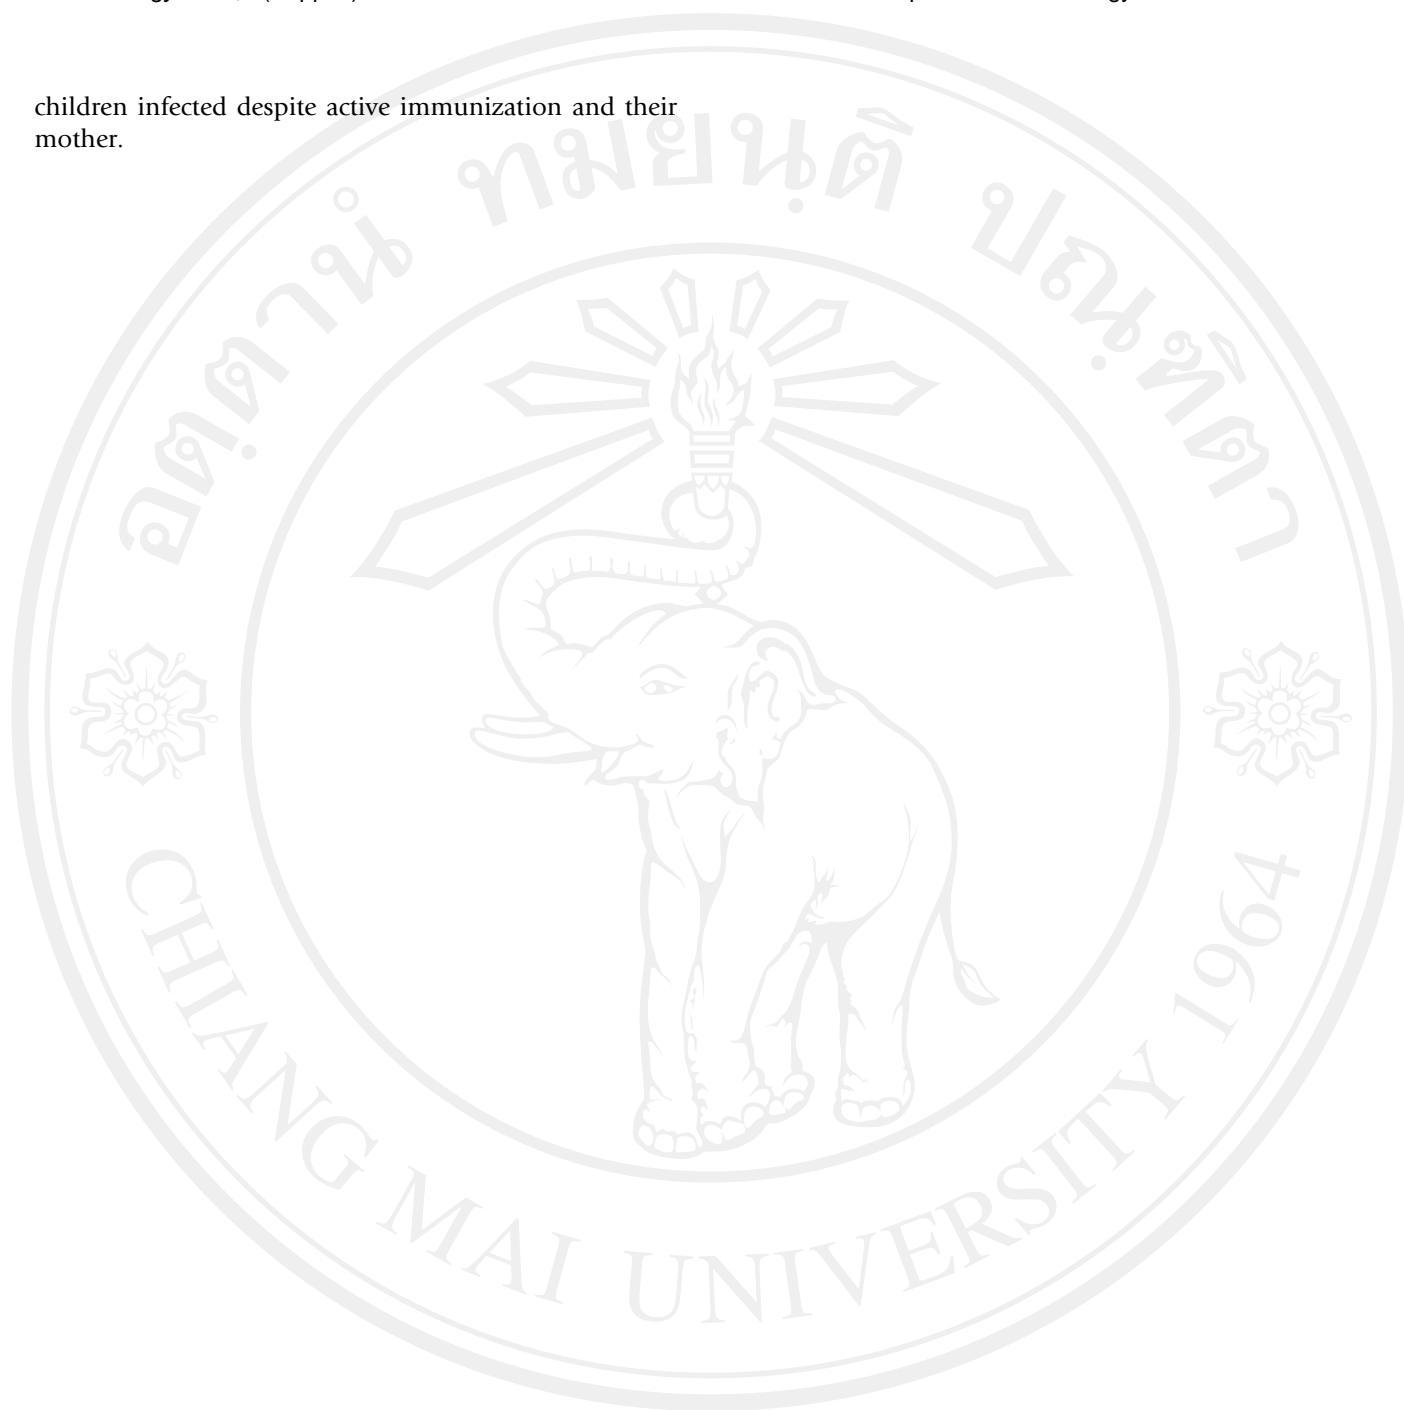 children infected despite active immunization and their
mother.
อตฺตานํ ทมยนฺติ ปณฺฑิตา
CHIANG MAI UNIVERSITY 1964